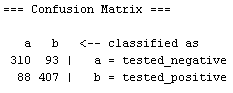 === Confusion Matrix ===
a b <-- classified as
310 93 | a = tested_negative
88 407 | b = tested_positive